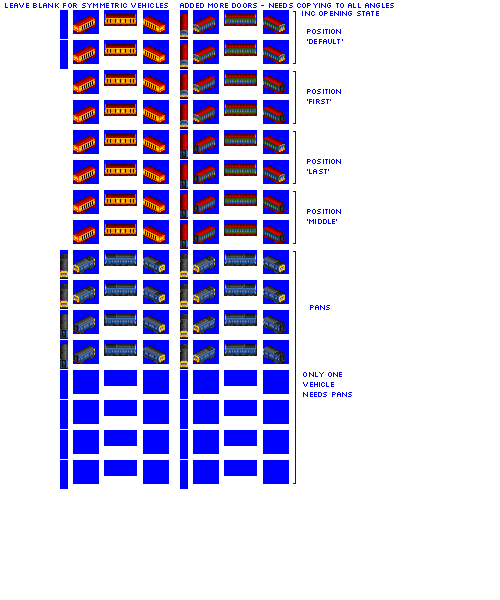 LEAVE BLANK FOR SYMMETRIC VEHICLES
ADDED MORE DOORS - NEEDS COPYING TO ALL ANGLES
INC OPENING STATE
POSITION
'DEFAULT'
POSITION
'FIRST'
POSITION
'LAST'
POSITION
'MIDDLE'
PANS
ONLY ONE
VEHICLE
NEEDS PANS